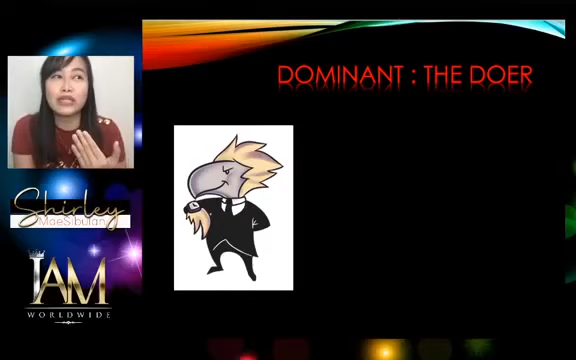 DOMINANT : THE DOER
Shirley
MaeSibulan
IAM
WORLDWIDE